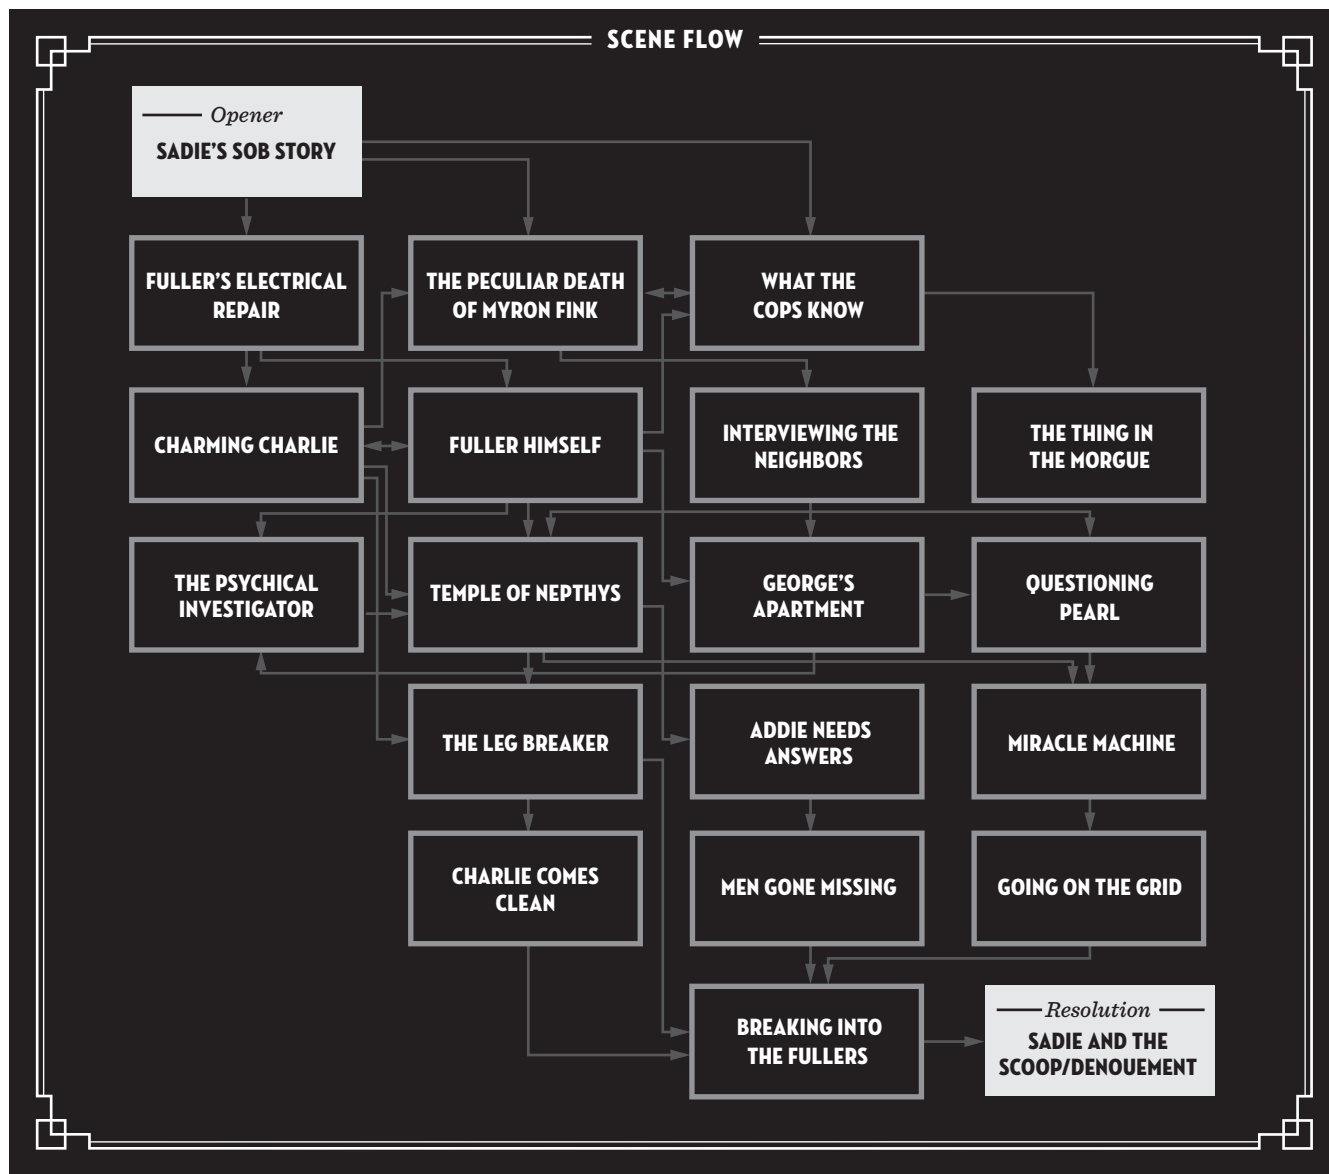 SCENE FLOW
Opener
SADIE'S SOB STORY
FULLER'S ELECTRICAL
REPAIR
THE PECULIAR DEATH
OF MYRON FINK
WHAT THE
COPS KNOW
CHARMING CHARLIE
FULLER HIMSELF
INTERVIEWING THE
NEIGHBORS
THE THING IN
THE MORGUE
THE PSYCHICAL
INVESTIGATOR
TEMPLE OF NEPTHYS
GEORGE'S
APARTMENT
QUESTIONING
PEARL
THE LEG BREAKER
ADDIE NEEDS
ANSWERS
MIRACLE MACHINE
CHARLIE COMES
CLEAN
MEN GONE MISSING
GOING ON THE GRID
BREAKING INTO
THE FULLERS
Resolution
SADIE AND THE
SCOOP/DENOUEMENT